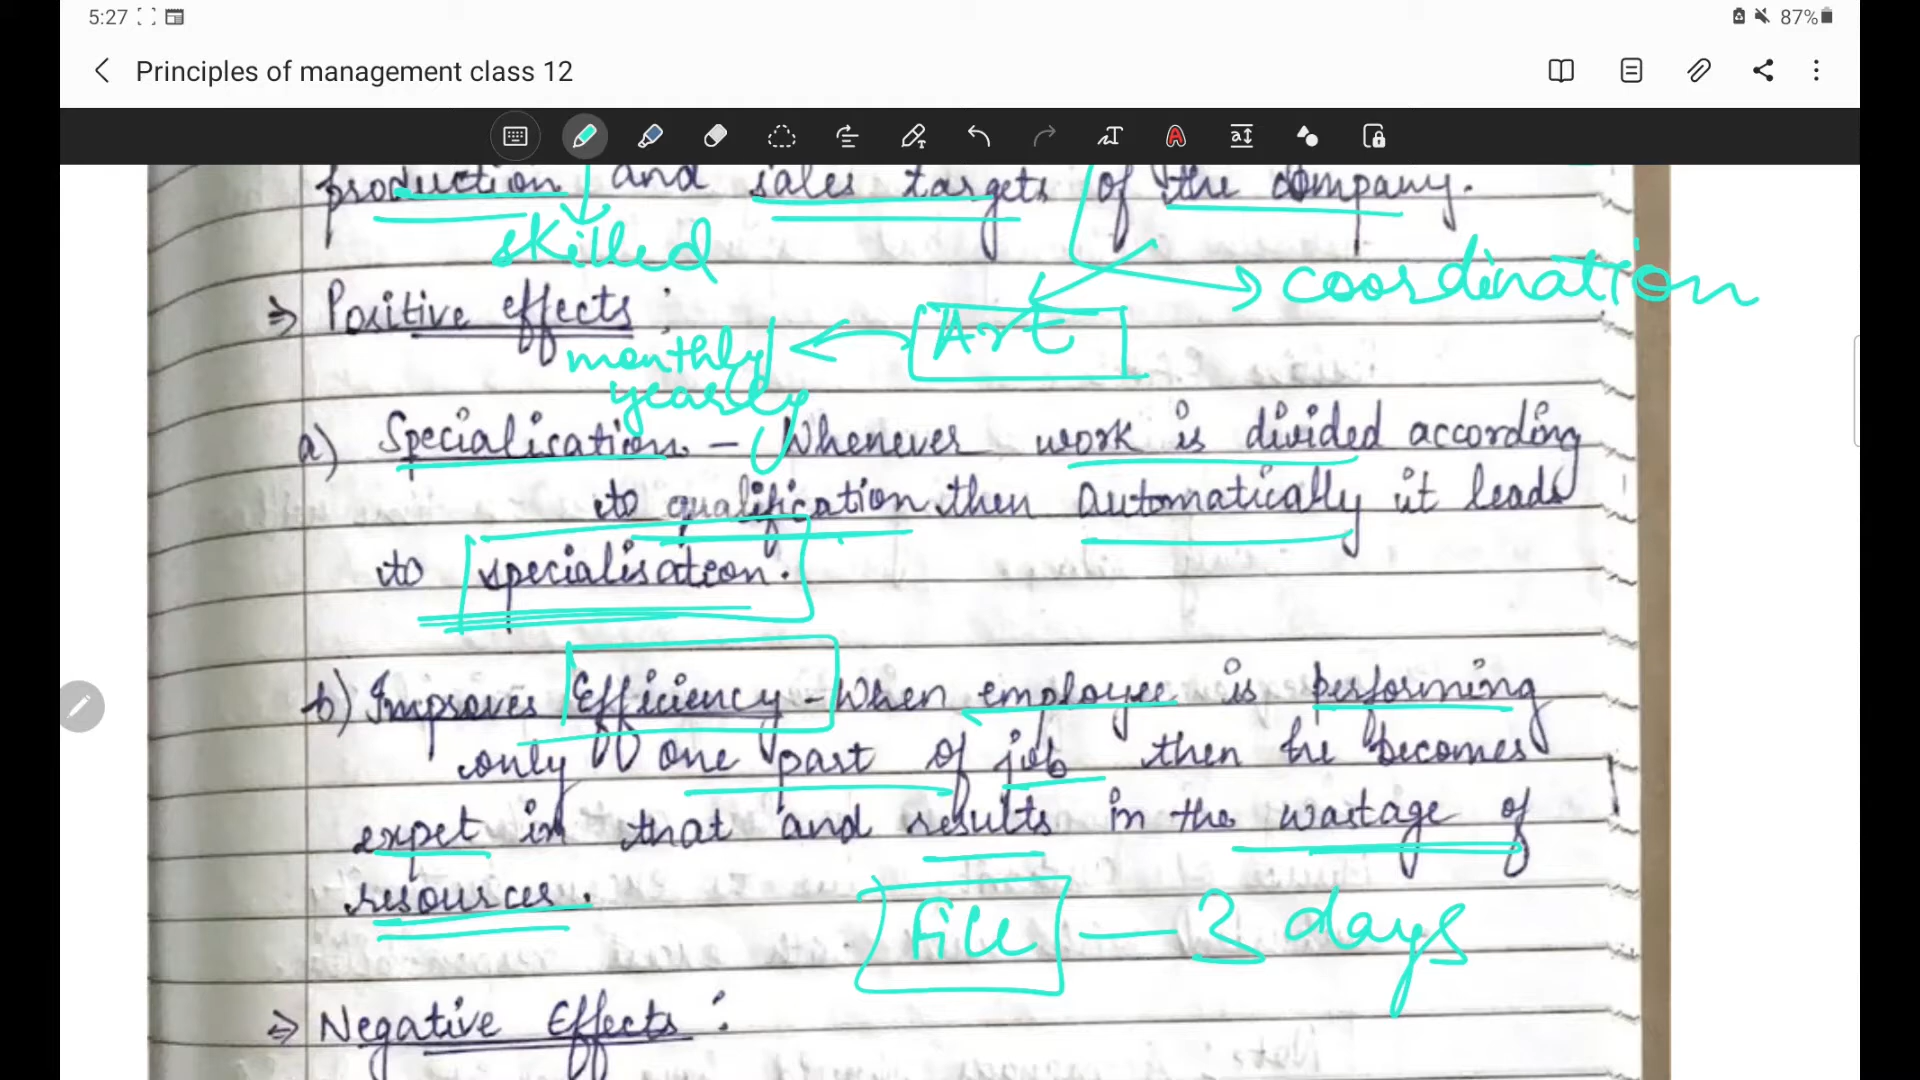 5:27
87%
Principles of management class 12
production and sales targets of the company.
skilled
coordination
⇒ Positive effects :
Art
monthly
yearly
a) Specialisation - Whenever work is divided according
to qualification then automatically it leads
to specialisation.
b) Improves Efficiency - When employee is performing
only one part of job then he becomes
expet in that and results in the wastage of
resources.
File — 2 days
⇒ Negative Effects :